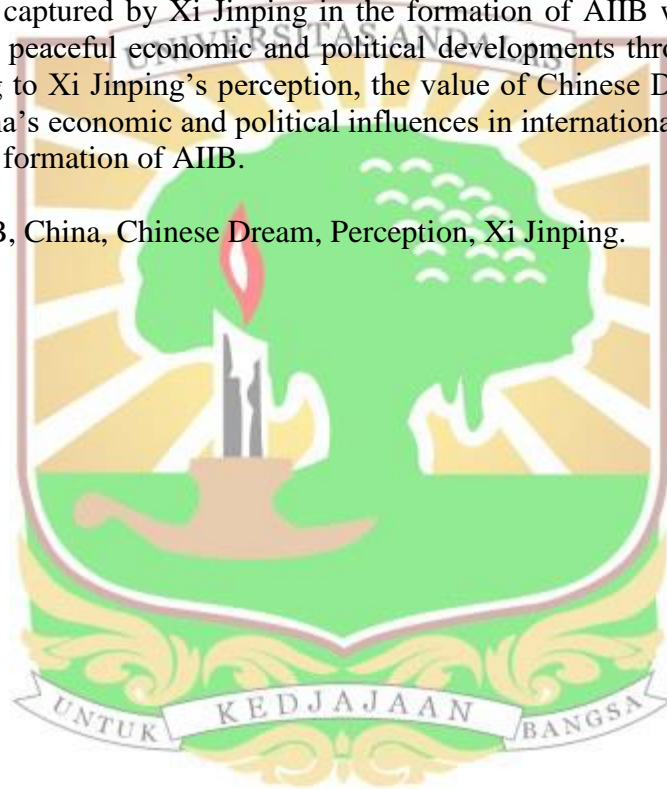 captured by Xi Jinping in the formation of AIIB
peaceful economic and political developments
to Xi Jinping’s perception, the value of Chinese
economic and political influences in international
formation of AIIB.
China, Chinese Dream, Perception, Xi Jinping.
UNIVERSITAS ANDALAS
UNTUK KEDJAJAAN BANGSA